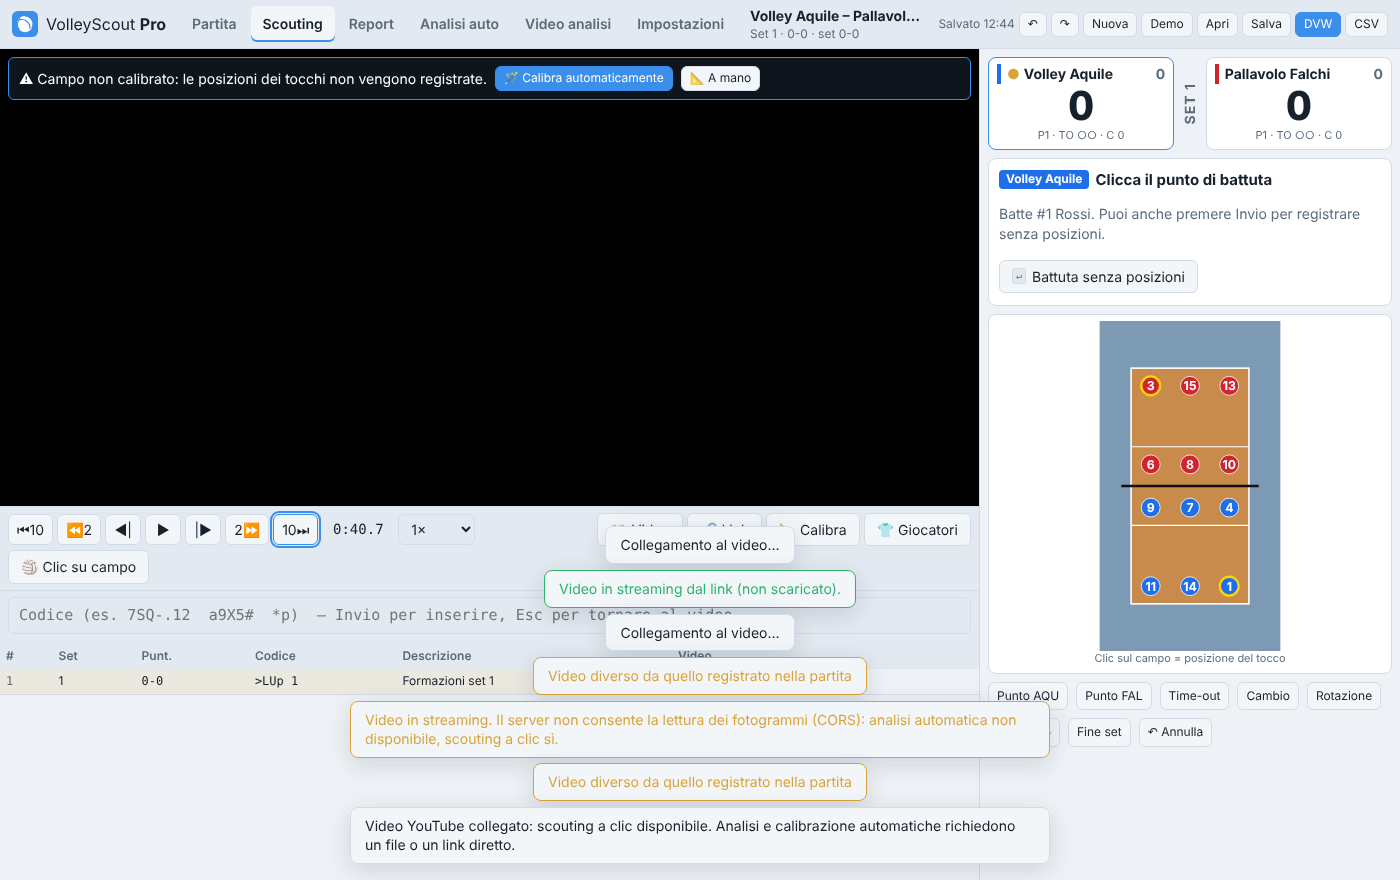 VolleyScout Pro
Partita
Scouting
Report
Analisi auto
Video analisi
Impostazioni
Volley Aquile – Pallavol...
Set 1 · 0-0 · set 0-0
Salvato 12:44
↶
↷
Nuova
Demo
Apri
Salva
DVW
CSV
⚠ Campo non calibrato: le posizioni dei tocchi non vengono registrate.
Calibra automaticamente
A mano
Volley Aquile 0
0
P1 · TO ○○ · C 0
SET 1
Pallavolo Falchi 0
0
P1 · TO ○○ · C 0
Volley Aquile Clicca il punto di battuta
Batte #1 Rossi. Puoi anche premere Invio per registrare
senza posizioni.
↵ Battuta senza posizioni
3 15 13
6 8 10
9 7 4
11 14 1
Clic sul campo = posizione del tocco
Punto AQU
Punto FAL
Time-out
Cambio
Rotazione
Fine set
↶ Annulla
⏮10
⏪2
◀|
▶
|▶
2⏩
10⏭
0:40.7
1×
Calibra
Giocatori
Clic su campo
Codice (es. 7SQ-.12 a9X5# *p) — Invio per inserire, Esc per tornare al video
# Set Punt. Codice Descrizione Video
1 1 0-0 >LUp 1 Formazioni set 1
Collegamento al video...
Video in streaming dal link (non scaricato).
Collegamento al video...
Video diverso da quello registrato nella partita
Video in streaming. Il server non consente la lettura dei fotogrammi (CORS): analisi automatica non
disponibile, scouting a clic sì.
Video diverso da quello registrato nella partita
Video YouTube collegato: scouting a clic disponibile. Analisi e calibrazione automatiche richiedono
un file o un link diretto.